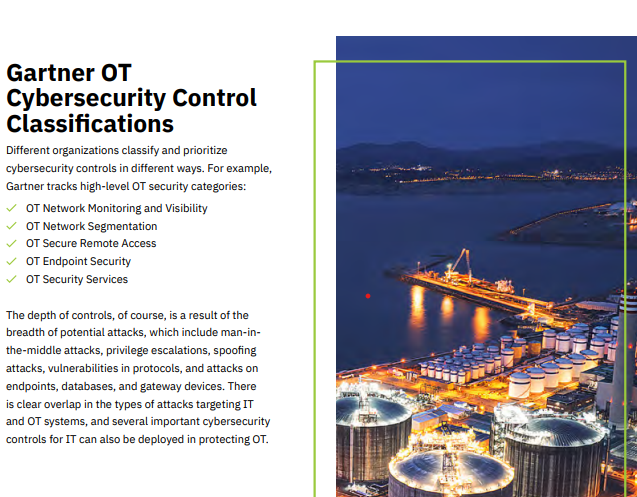 Gartner OT
Cybersecurity Control
Classifications
Different organizations classify and prioritize
cybersecurity controls in different ways. For example,
Gartner tracks high-level OT security categories:
OT Network Monitoring and Visibility
OT Network Segmentation
OT Secure Remote Access
OT Endpoint Security
OT Security Services
The depth of controls, of course, is a result of the
breadth of potential attacks, which include man-in-
the-middle attacks, privilege escalations, spoofing
attacks, vulnerabilities in protocols, and attacks on
endpoints, databases, and gateway devices. There
is clear overlap in the types of attacks targeting IT
and OT systems, and several important cybersecurity
controls for IT can also be deployed in protecting OT.